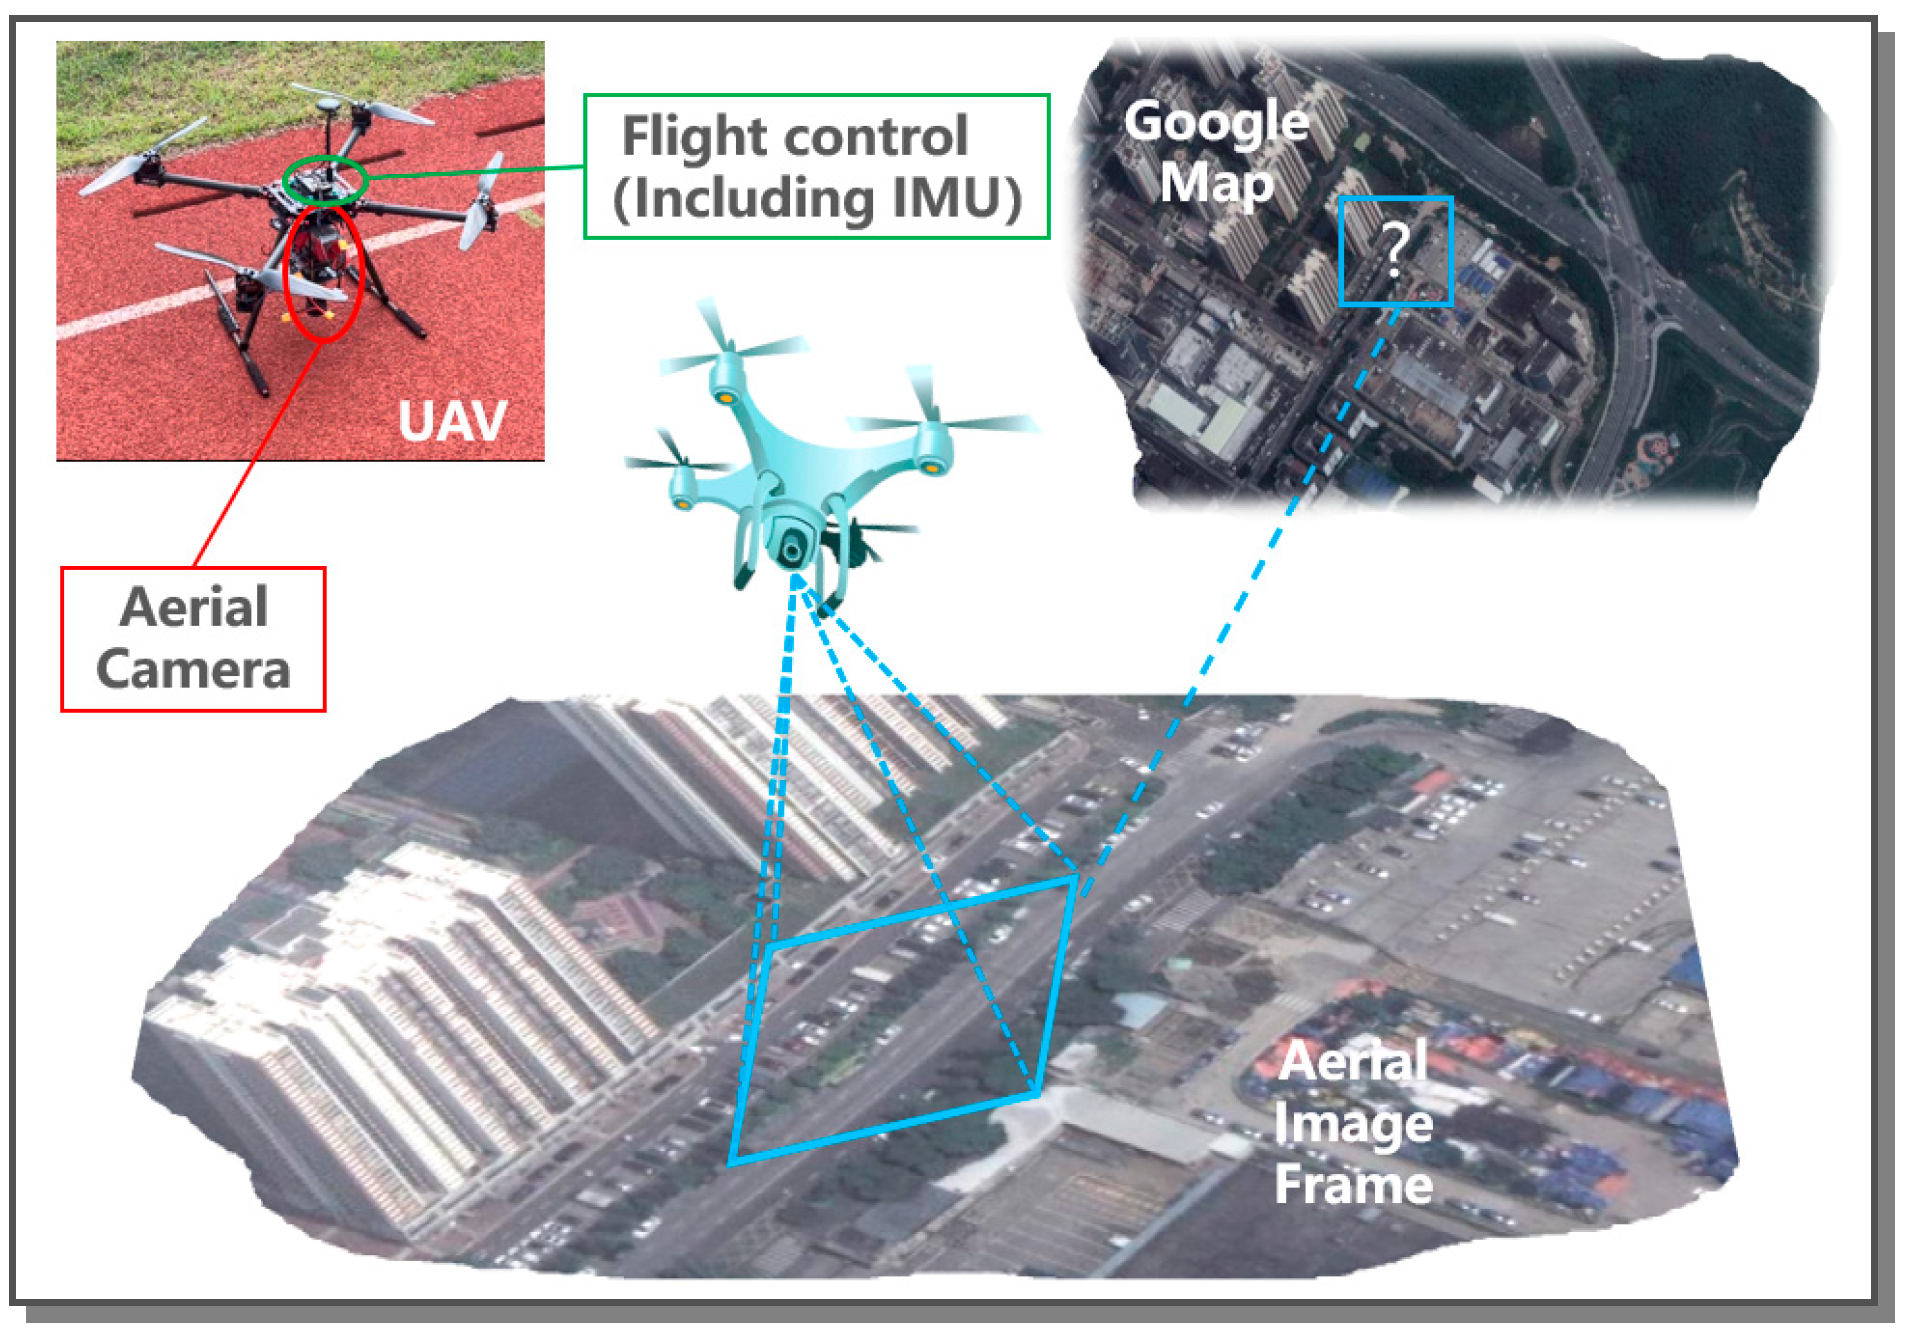 Flight control
(Including IMU)
UAV
Google
Map
?
Aerial
Camera
Aerial
Image
Frame